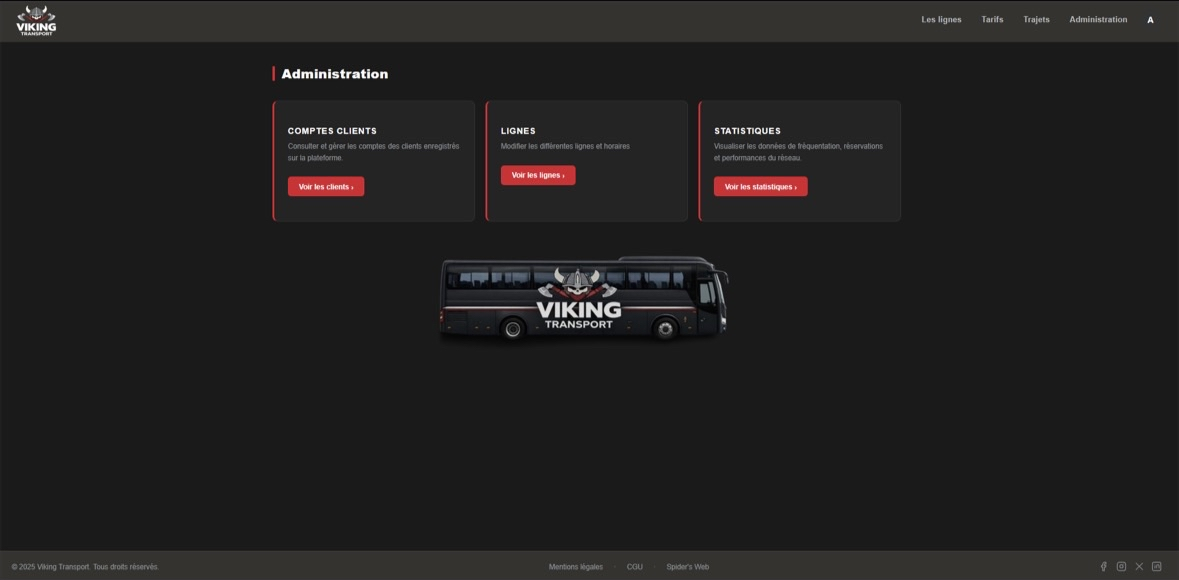 VIKING
TRANSPORT
Les lignes
Tarifs
Trajets
Administration
A
Administration
COMPTES CLIENTS
Consulter et gérer les comptes des clients enregistrés
sur la plateforme.
Voir les clients ›
LIGNES
Modifier les différentes lignes et horaires
Voir les lignes ›
STATISTIQUES
Visualiser les données de fréquentation, réservations
et performances du réseau.
Voir les statistiques ›
VIKING
TRANSPORT
© 2025 Viking Transport. Tous droits réservés.
Mentions légales · CGU · Spider's Web